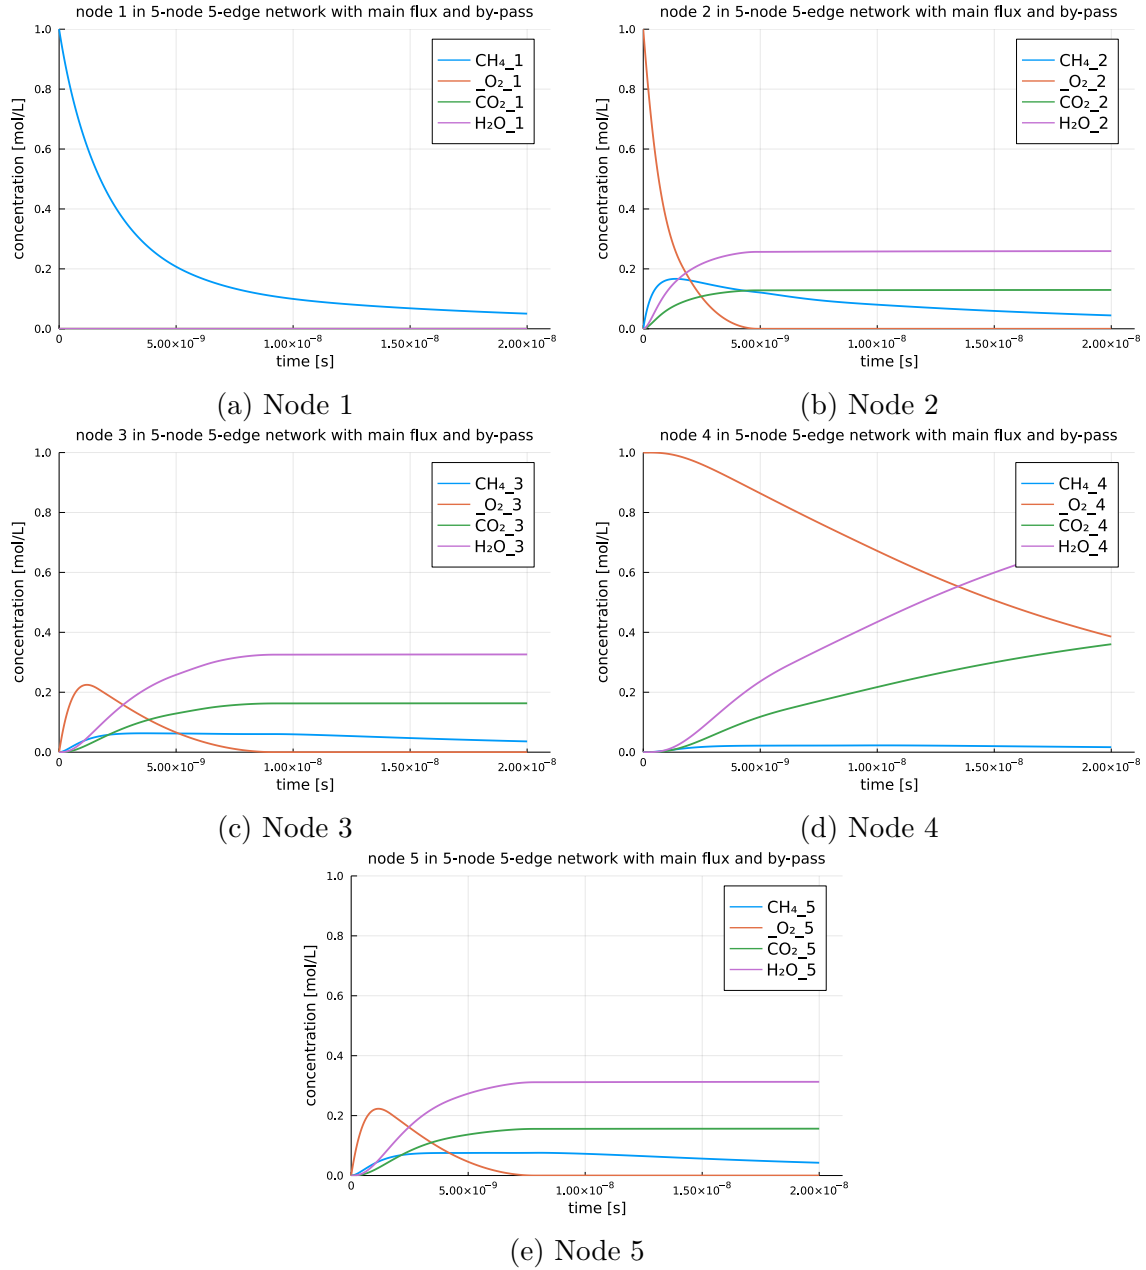 node 1 in 5-node 5-edge network with main flux and by-pass
concentration [mol/L]
1.0
0.8
0.6
0.4
0.2
0.0
CH₄_1
_O₂_1
CO₂_1
H₂O_1
0
5.00×10⁻⁹
1.00×10⁻⁸
1.50×10⁻⁸
2.00×10⁻⁸
time [s]
(a) Node 1
node 2 in 5-node 5-edge network with main flux and by-pass
concentration [mol/L]
1.0
0.8
0.6
0.4
0.2
0.0
CH₄_2
_O₂_2
CO₂_2
H₂O_2
0
5.00×10⁻⁹
1.00×10⁻⁸
1.50×10⁻⁸
2.00×10⁻⁸
time [s]
(b) Node 2
node 3 in 5-node 5-edge network with main flux and by-pass
concentration [mol/L]
1.0
0.8
0.6
0.4
0.2
0.0
CH₄_3
_O₂_3
CO₂_3
H₂O_3
0
5.00×10⁻⁹
1.00×10⁻⁸
1.50×10⁻⁸
2.00×10⁻⁸
time [s]
(c) Node 3
node 4 in 5-node 5-edge network with main flux and by-pass
concentration [mol/L]
1.0
0.8
0.6
0.4
0.2
0.0
CH₄_4
_O₂_4
CO₂_4
H₂O_4
0
5.00×10⁻⁹
1.00×10⁻⁸
1.50×10⁻⁸
2.00×10⁻⁸
time [s]
(d) Node 4
node 5 in 5-node 5-edge network with main flux and by-pass
concentration [mol/L]
1.0
0.8
0.6
0.4
0.2
0.0
CH₄_5
_O₂_5
CO₂_5
H₂O_5
0
5.00×10⁻⁹
1.00×10⁻⁸
1.50×10⁻⁸
2.00×10⁻⁸
time [s]
(e) Node 5